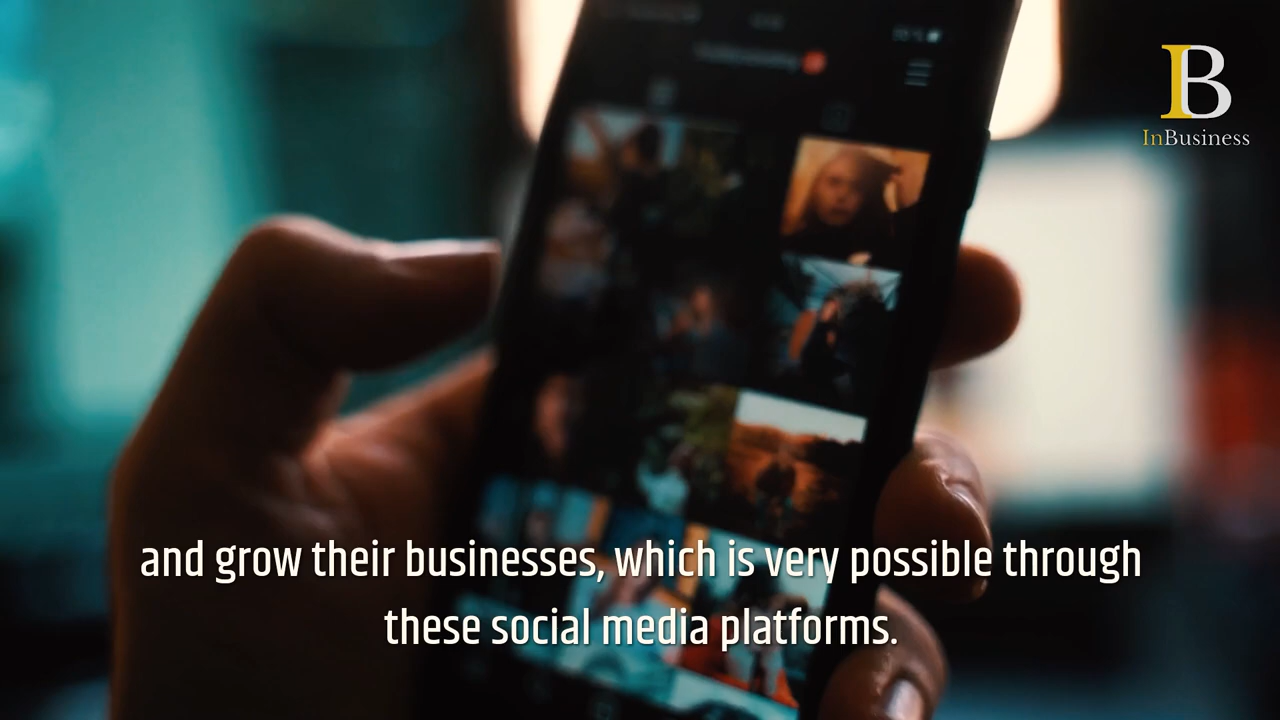 B
InBusiness
and grow their businesses, which is very possible through
these social media platforms.